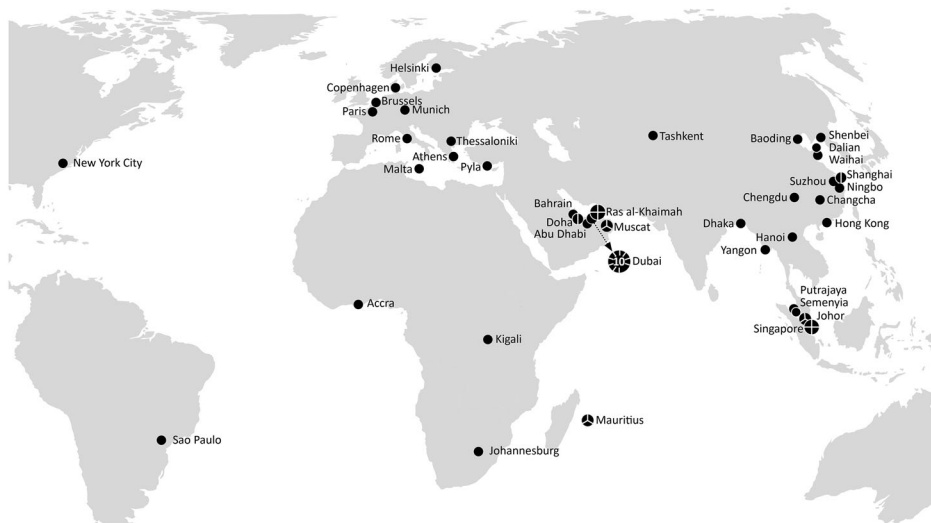 Helsinki
Copenhagen
Brussels
Paris
Munich
Rome
Thessaloniki
Athens
Malta
Pyla
New York City
Tashkent
Baoding
Shenbei
Dalian
Waihai
Shanghai
Suzhou
Ningbo
Chengdu
Changcha
Bahrain
Ras al-Khaimah
Doha
Muscat
Abu Dhabi
10
Dubai
Dhaka
Hong Kong
Hanoi
Yangon
Putrajaya
Semenyia
Johor
Singapore
Accra
Kigali
Mauritius
Sao Paulo
Johannesburg